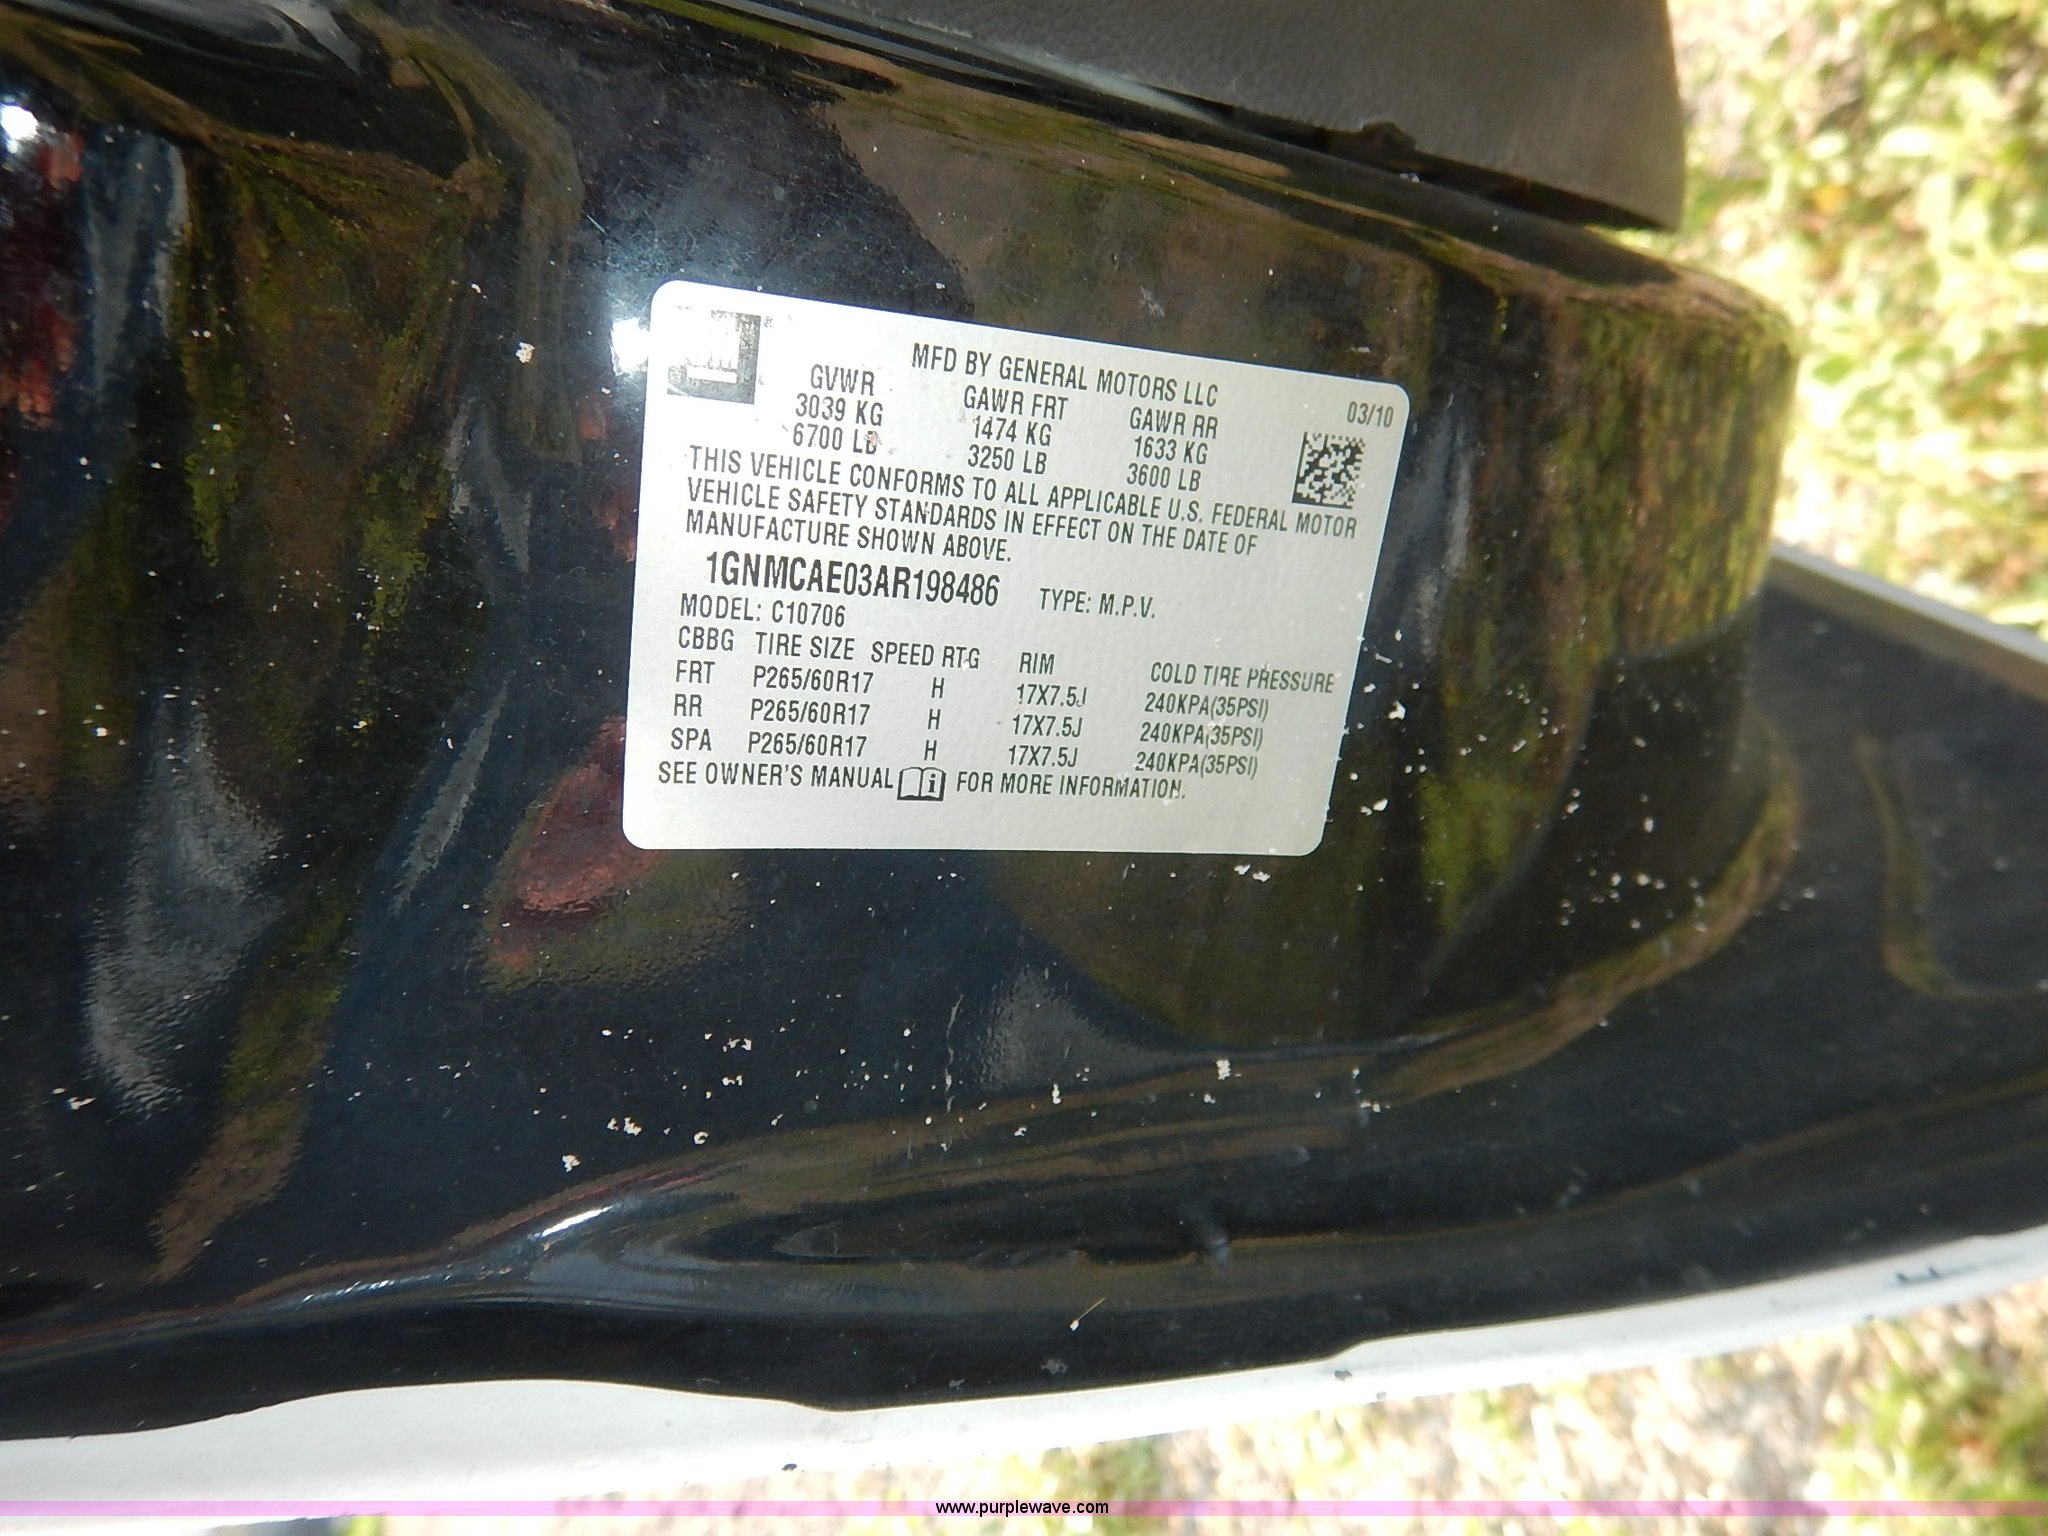 GM
MFD BY GENERAL MOTORS LLC
03/10
GVWR GAWR FRT GAWR RR
3039 KG 1474 KG 1633 KG
6700 LB 3250 LB 3600 LB
THIS VEHICLE CONFORMS TO ALL APPLICABLE U.S. FEDERAL MOTOR
VEHICLE SAFETY STANDARDS IN EFFECT ON THE DATE OF
MANUFACTURE SHOWN ABOVE.
1GNMCAE03AR198486 TYPE: M.P.V.
MODEL: C10706
CBBG TIRE SIZE SPEED RTG RIM COLD TIRE PRESSURE
FRT P265/60R17 H 17X7.5J 240KPA(35PSI)
RR P265/60R17 H 17X7.5J 240KPA(35PSI)
SPA P265/60R17 H 17X7.5J 240KPA(35PSI)
SEE OWNER'S MANUAL i FOR MORE INFORMATION.
www.purplewave.com